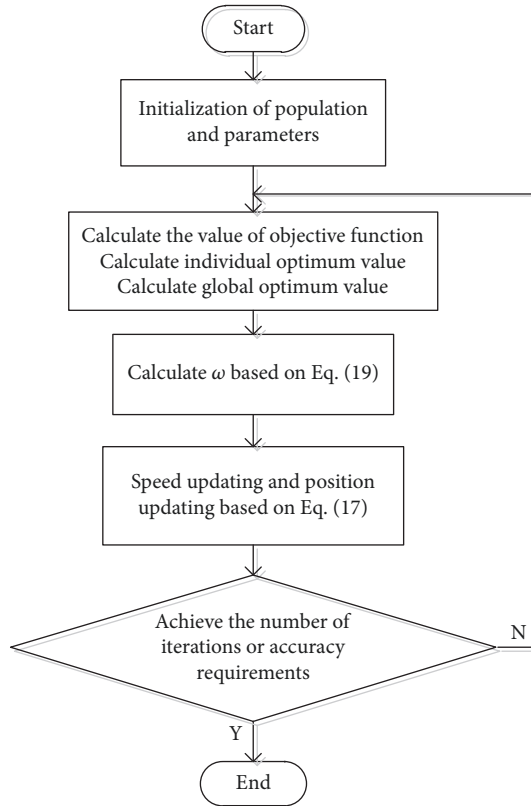 Start
Initialization of population
and parameters
Calculate the value of objective function
Calculate individual optimum value
Calculate global optimum value
Calculate ω based on Eq. (19)
Speed updating and position
updating based on Eq. (17)
Achieve the number of
iterations or accuracy
requirements
N
Y
End